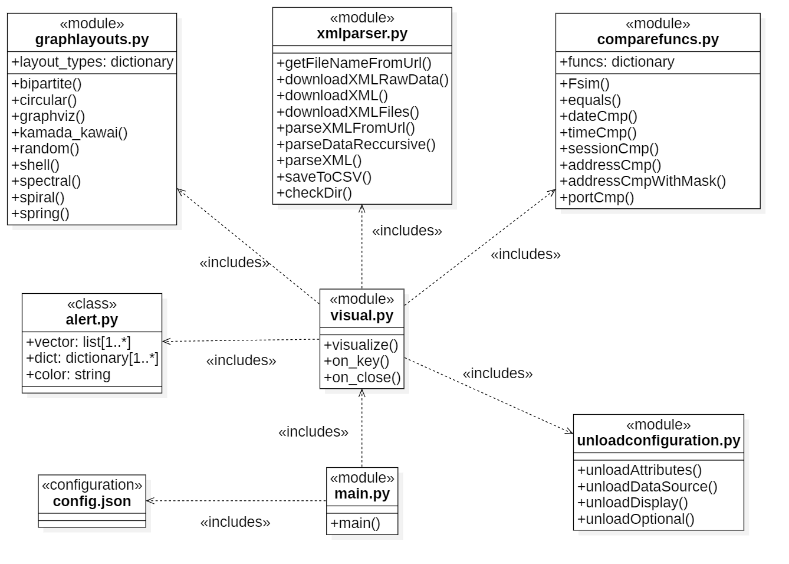 «module»
graphlayouts.py
+layout_types: dictionary
+bipartite()
+circular()
+graphviz()
+kamada_kawai()
+random()
+shell()
+spectral()
+spiral()
+spring()
«module»
xmlparser.py
+getFileNameFromUrl()
+downloadXMLRawData()
+downloadXML()
+downloadXMLFiles()
+parseXMLFromUrl()
+parseDataReccursive()
+parseXML()
+saveToCSV()
+checkDir()
«module»
comparefuncs.py
+funcs: dictionary
+Fsim()
+equals()
+dateCmp()
+timeCmp()
+sessionCmp()
+addressCmp()
+addressCmpWithMask()
+portCmp()
«includes»
«includes»
«includes»
«class»
alert.py
+vector: list[1..*]
+dict: dictionary[1..*]
+color: string
«includes»
«module»
visual.py
+visualize()
+on_key()
+on_close()
«includes»
«includes»
«module»
unloadconfiguration.py
+unloadAttributes()
+unloadDataSource()
+unloadDisplay()
+unloadOptional()
«configuration»
config.json
«includes»
«module»
main.py
+main()